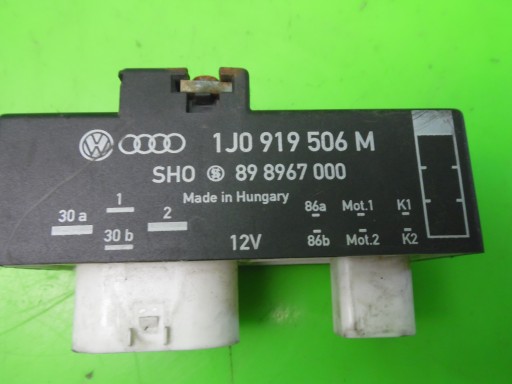 1J0 919 506 M
SHO 89 8967 000
Made in Hungary
30 a 1 2 86a Mot.1 K1
30 b 12V 86b Mot.2 K2